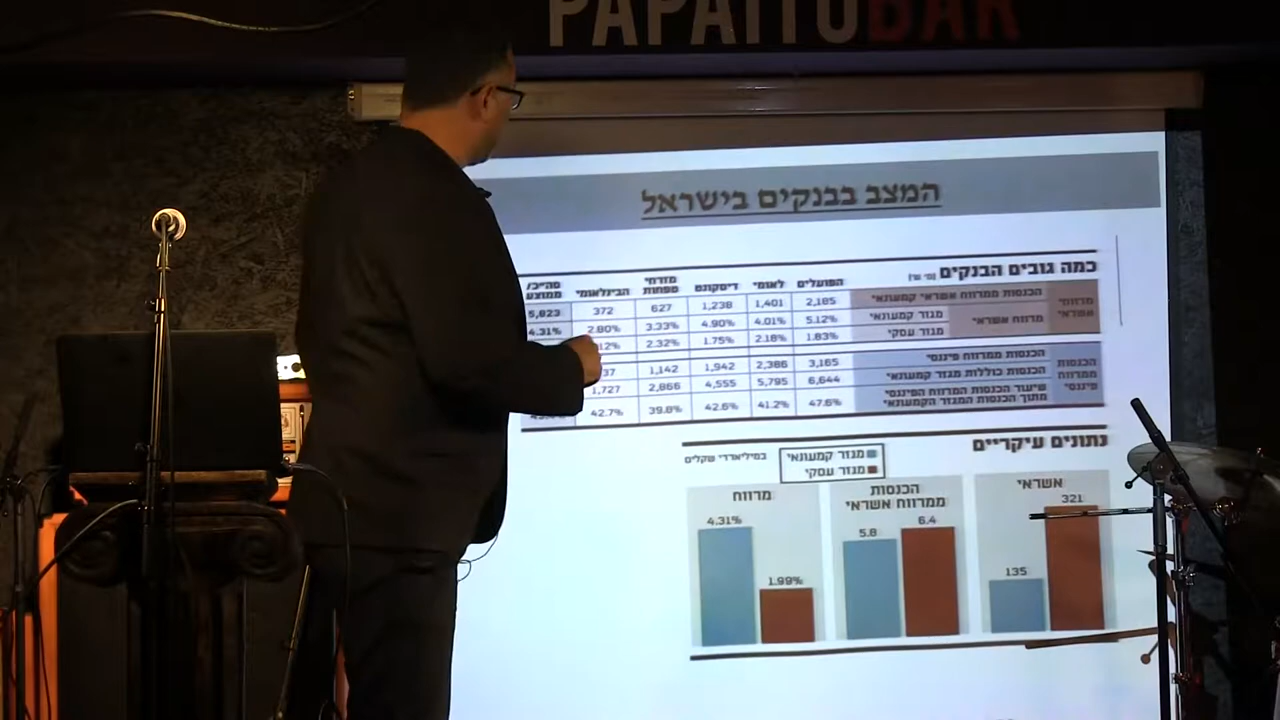 PAPAITO BAR
המצב בבנקים בישראל
כמה גובים הבנקים
הפועלים לאומי דיסקונט מזרחי טפחות הבינלאומי סה״כ/ ממוצע
מרווחי אשראי
הכנסות ממרווח אשראי קמעונאי 2,185 1,401 1,238 627 372 5,823
מרווח אשראי
מגזר קמעונאי 5.12% 4.01% 4.90% 3.33% 2.80% 4.31%
מגזר עסקי 1.83% 2.18% 1.75% 2.32%
הכנסות ממרווח פיננסי
הכנסות ממרווח פיננסי 3,165 2,386 1,942 1,142
הכנסות כוללות מגזר קמעונאי 6,644 5,795 4,555 2,866 1,727
שיעור הכנסות המרווח הפיננסי
מתוך הכנסות המגזר הקמעונאי 47.6% 41.2% 42.6% 39.8% 42.7%
נתונים עיקריים
מגזר קמעונאי
מגזר עסקי
במיליארדי שקלים
אשראי
321
135
הכנסות
ממרווח אשראי
6.4
5.8
מרווח
4.31%
1.99%